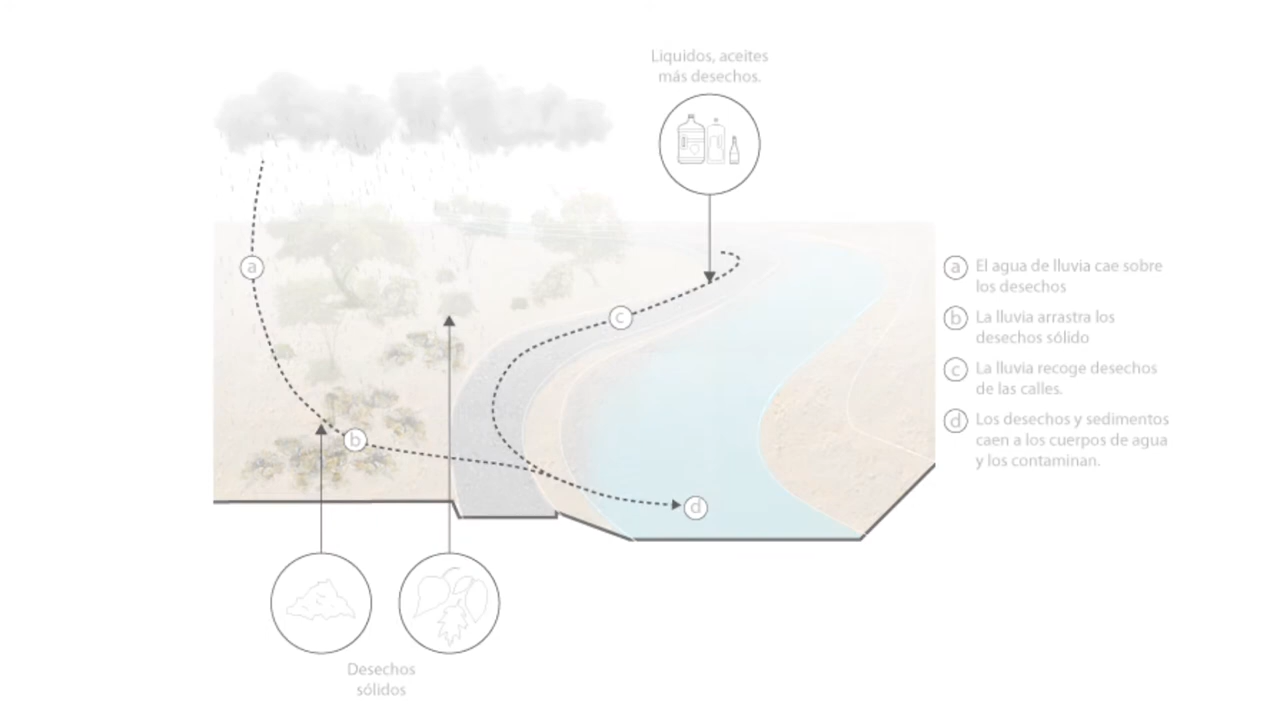 Liquidos, aceites
más desechos.
a
b
c
d
a El agua de lluvia cae sobre
los desechos
b La lluvia arrastra los
desechos sólido
c La lluvia recoge desechos
de las calles.
d Los desechos y sedimentos
caen a los cuerpos de agua
y los contaminan.
Desechos
sólidos